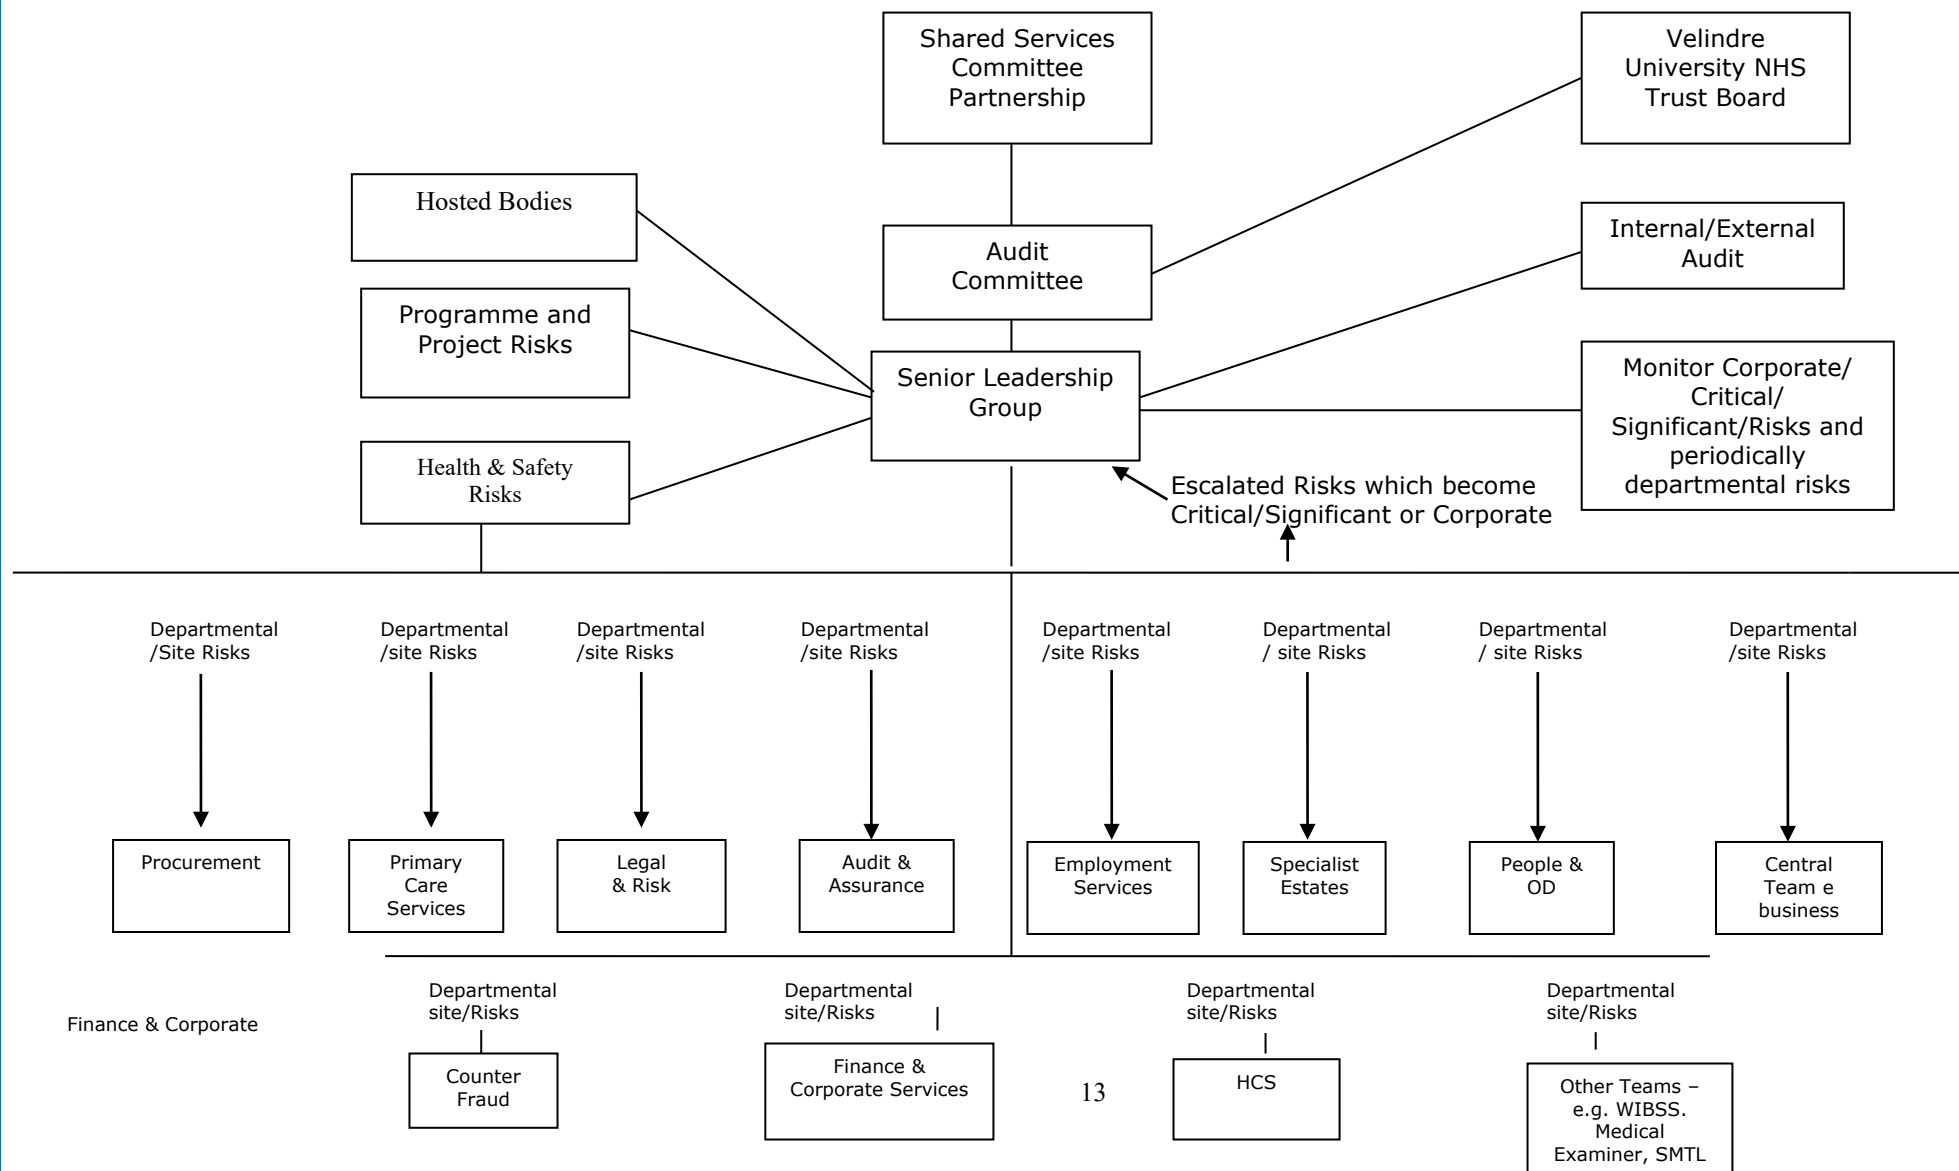 Shared Services
Committee
Partnership
Velindre
University NHS
Trust Board
Hosted Bodies
Internal/External
Audit
Audit
Committee
Programme and
Project Risks
Senior Leadership
Group
Monitor Corporate/
Critical/
Significant/Risks and
periodically
departmental risks
Health & Safety
Risks
Escalated Risks which become
Critical/Significant or Corporate
Departmental
/Site Risks
Departmental
/site Risks
Departmental
/site Risks
Departmental
/site Risks
Departmental
/site Risks
Departmental
/ site Risks
Departmental
/ site Risks
Departmental
/site Risks
Procurement
Primary
Care
Services
Legal
& Risk
Audit &
Assurance
Employment
Services
Specialist
Estates
People &
OD
Central
Team e
business
Departmental
site/Risks
Departmental
site/Risks
Departmental
site/Risks
Departmental
site/Risks
Finance & Corporate
Counter
Fraud
Finance &
Corporate Services
13
HCS
Other Teams –
e.g. WIBSS.
Medical
Examiner, SMTL